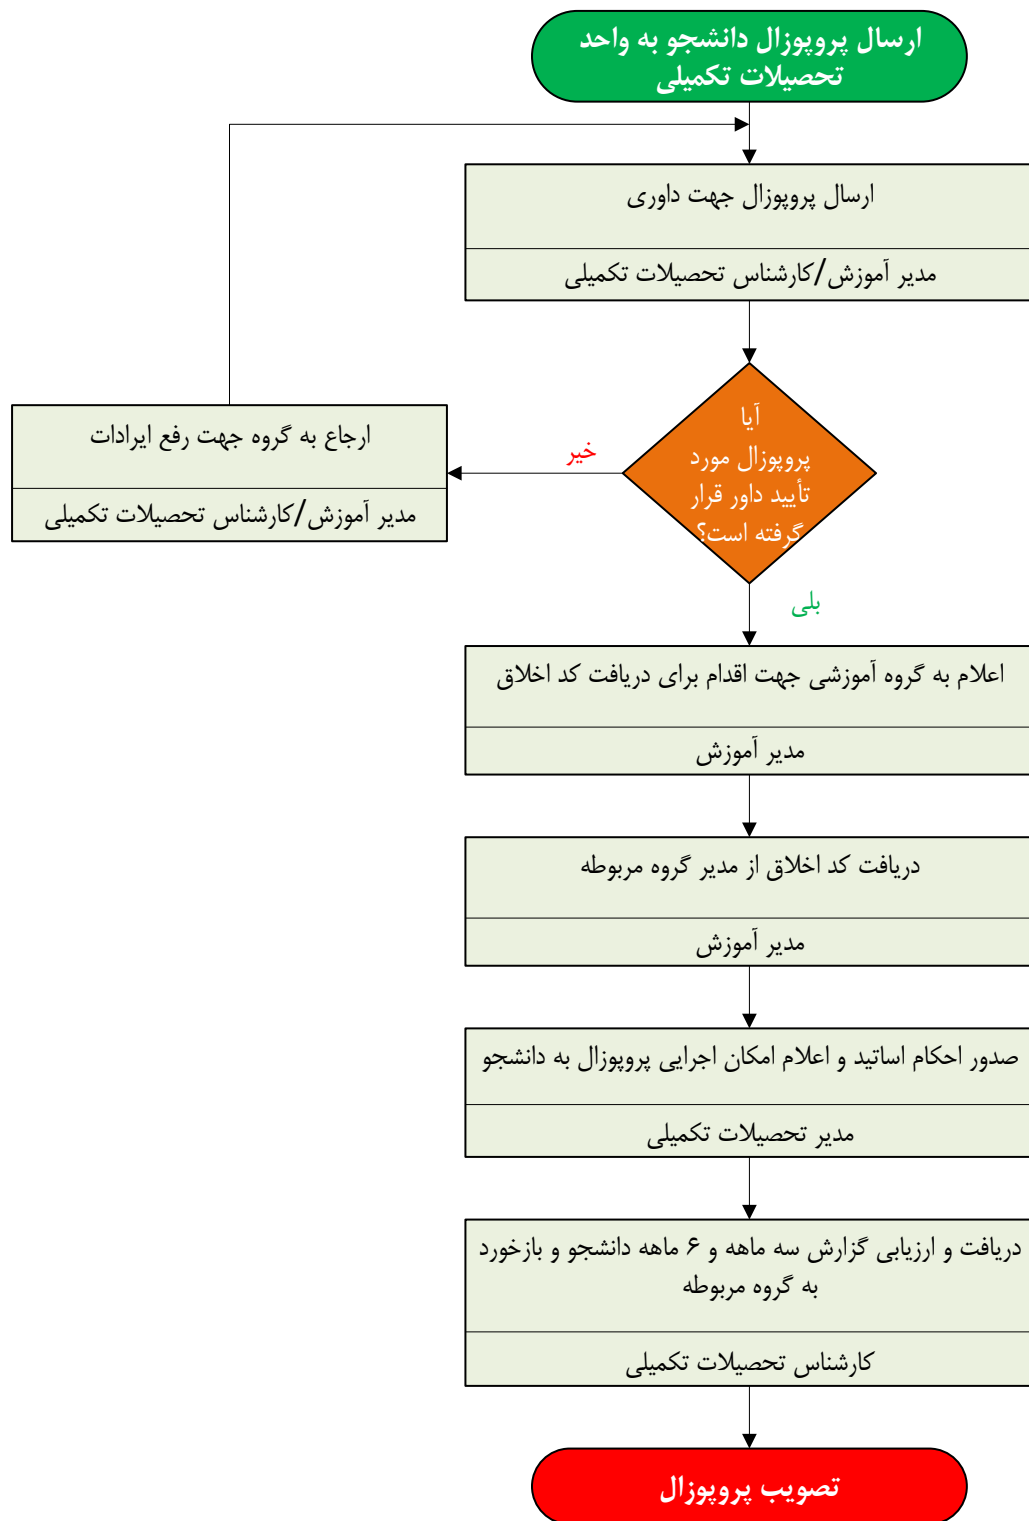 ارسال پروپوزال دانشجو به واحد
تحصیلات تکمیلی
ارسال پروپوزال جهت داوری
مدیر آموزش/کارشناس تحصیلات تکمیلی
آیا
پروپوزال مورد
تأیید داور قرار
گرفته است؟
خیر
ارجاع به گروه جهت رفع ایرادات
مدیر آموزش/کارشناس تحصیلات تکمیلی
بلی
اعلام به گروه آموزشی جهت اقدام برای دریافت کد اخلاق
مدیر آموزش
دریافت کد اخلاق از مدیر گروه مربوطه
مدیر آموزش
صدور احکام اساتید و اعلام امکان اجرایی پروپوزال به دانشجو
مدیر تحصیلات تکمیلی
دریافت و ارزیابی گزارش سه ماهه و ۶ ماهه دانشجو و بازخورد
به گروه مربوطه
کارشناس تحصیلات تکمیلی
تصویب پروپوزال